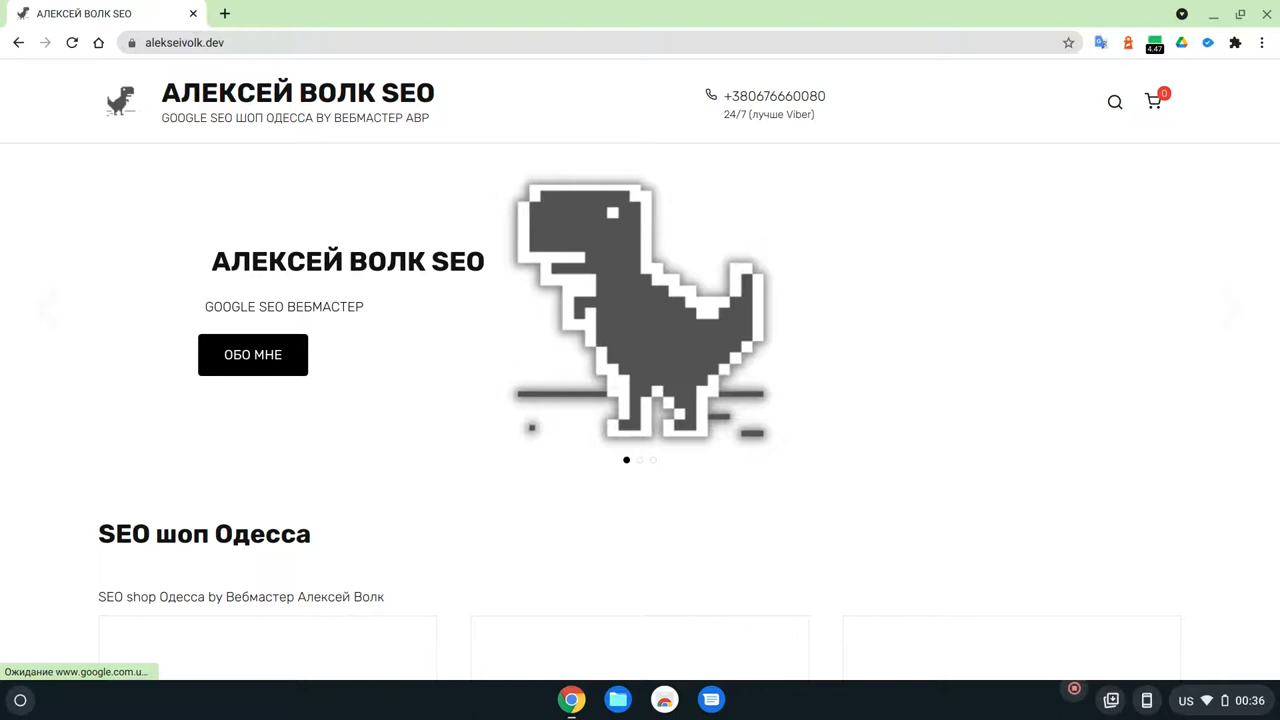 АЛЕКСЕЙ ВОЛК SEO
alekseivolk.dev
4.47
АЛЕКСЕЙ ВОЛК SEO
GOOGLE SEO ШОП ОДЕССА BY ВЕБМАСТЕР АВР
+380676660080
24/7 (лучше Viber)
0
АЛЕКСЕЙ ВОЛК SEO
GOOGLE SEO ВЕБМАСТЕР
ОБО МНЕ
SEO шоп Одесса
SEO shop Одесса by Вебмастер Алексей Волк
Ожидание www.google.com.u...
US 00:36